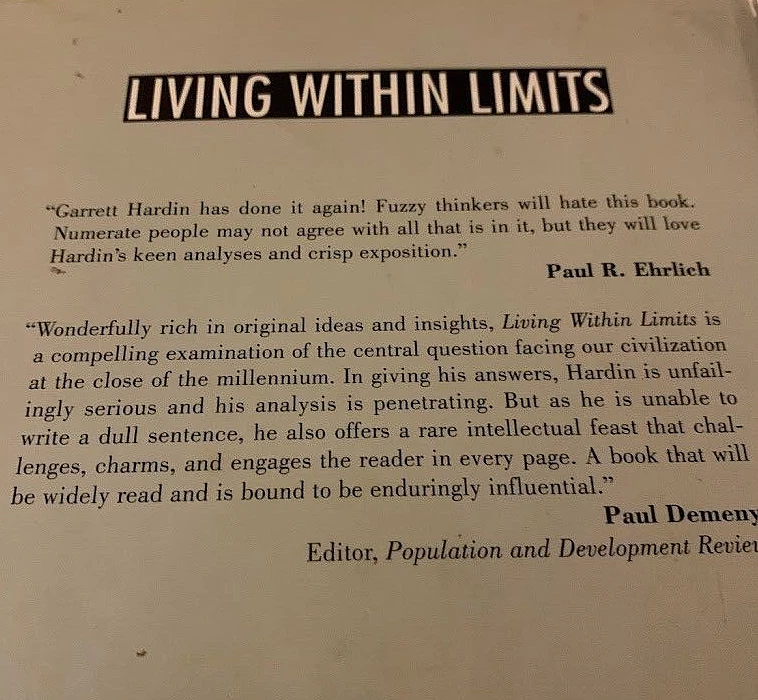 LIVING WITHIN LIMITS
“Garrett Hardin has done it again! Fuzzy thinkers will hate this book.
Numerate people may not agree with all that is in it, but they will love
Hardin’s keen analyses and crisp exposition.”
Paul R. Ehrlich
“Wonderfully rich in original ideas and insights, Living Within Limits is
a compelling examination of the central question facing our civilization
at the close of the millennium. In giving his answers, Hardin is unfail-
ingly serious and his analysis is penetrating. But as he is unable to
write a dull sentence, he also offers a rare intellectual feast that chal-
lenges, charms, and engages the reader in every page. A book that will
be widely read and is bound to be enduringly influential.”
Paul Demeny
Editor, Population and Development Review